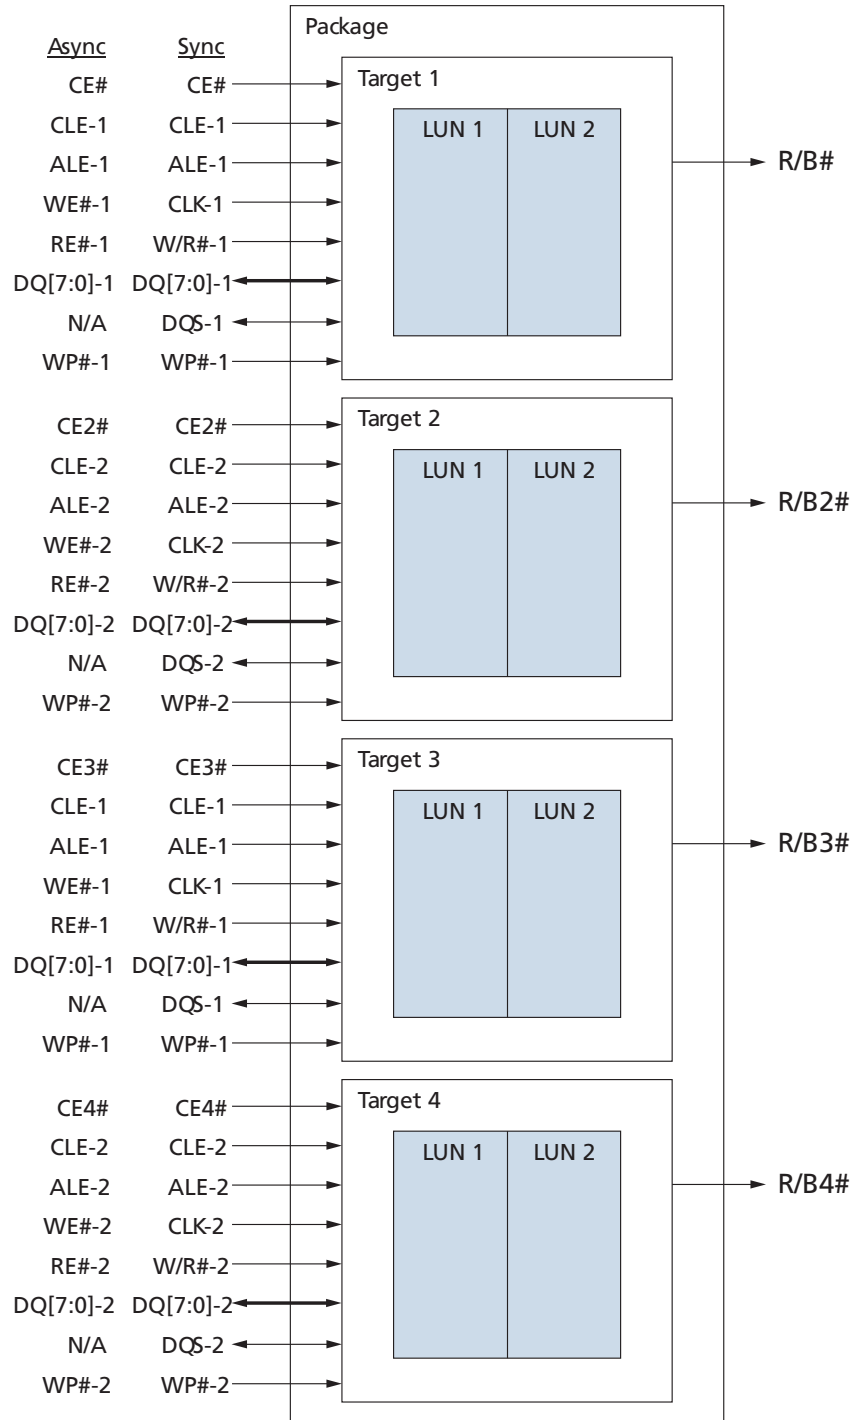 Package
Async Sync
Target 1
CE# CE#
LUN 1 LUN 2
CLE-1 CLE-1
ALE-1 ALE-1 R/B#
WE#-1 CLK-1
RE#-1 W/R#-1
DQ[7:0]-1 DQ[7:0]-1
N/A DQS-1
WP#-1 WP#-1
Target 2
CE2# CE2#
CLE-2 CLE-2 LUN 1 LUN 2
ALE-2 ALE-2 R/B2#
WE#-2 CLK-2
RE#-2 W/R#-2
DQ[7:0]-2 DQ[7:0]-2
N/A DQS-2
WP#-2 WP#-2
Target 3
CE3# CE3#
CLE-1 CLE-1 LUN 1 LUN 2
ALE-1 ALE-1 R/B3#
WE#-1 CLK-1
RE#-1 W/R#-1
DQ[7:0]-1 DQ[7:0]-1
N/A DQS-1
WP#-1 WP#-1
Target 4
CE4# CE4#
CLE-2 CLE-2 LUN 1 LUN 2
ALE-2 ALE-2 R/B4#
WE#-2 CLK-2
RE#-2 W/R#-2
DQ[7:0]-2 DQ[7:0]-2
N/A DQS-2
WP#-2 WP#-2